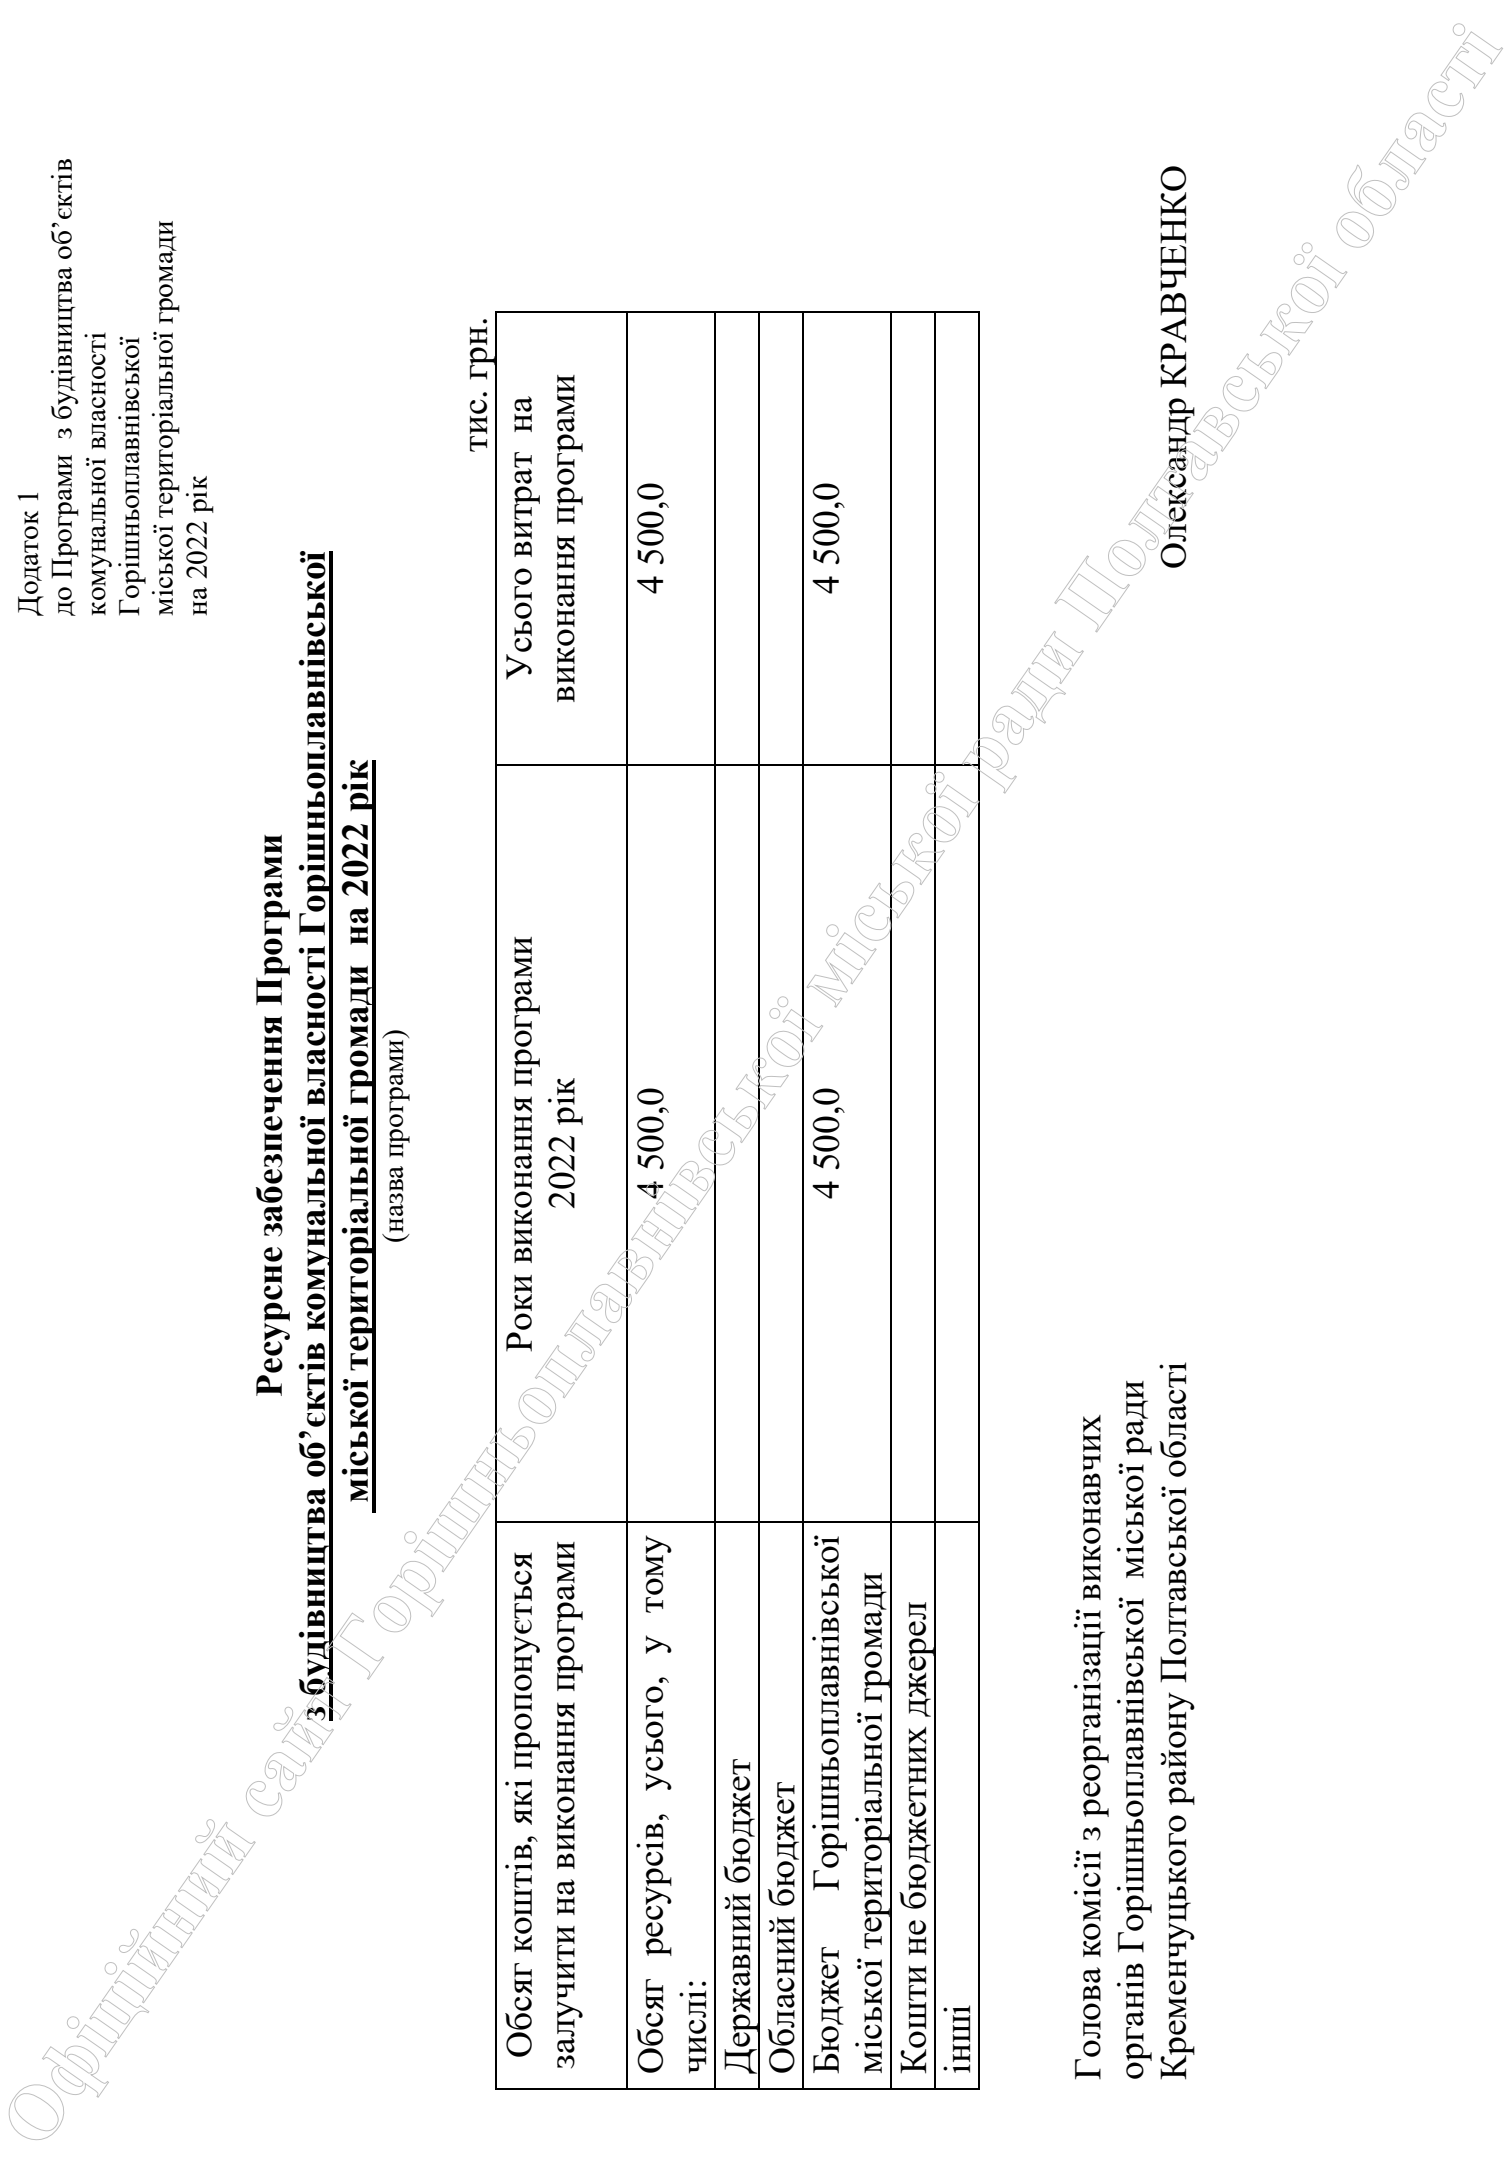 Додаток 1
до Програми з будівництва об’єктів
комунальної власності
Горішньоплавнівської
міської територіальної громади
на 2022 рік
Ресурсне забезпечення Програми
з будівництва об’єктів комунальної власності Горішньоплавнівської
міської територіальної громади на 2022 рік
(назва програми)
тис. грн.
Обсяг коштів, які пропонується
залучити на виконання програми
Роки виконання програми
2022 рік
Усього витрат на
виконання програми
Обсяг ресурсів, усього, у тому
числі:
4 500,0
4 500,0
Державний бюджет
Обласний бюджет
Бюджет Горішньоплавнівської
міської територіальної громади
4 500,0
4 500,0
Кошти не бюджетних джерел
інші
Голова комісії з реорганізації виконавчих
органів Горішньоплавнівської міської ради
Кременчуцького району Полтавської області
Олександр КРАВЧЕНКО
Офіційний сайт Горішньоплавнівської міської ради Полтавської області